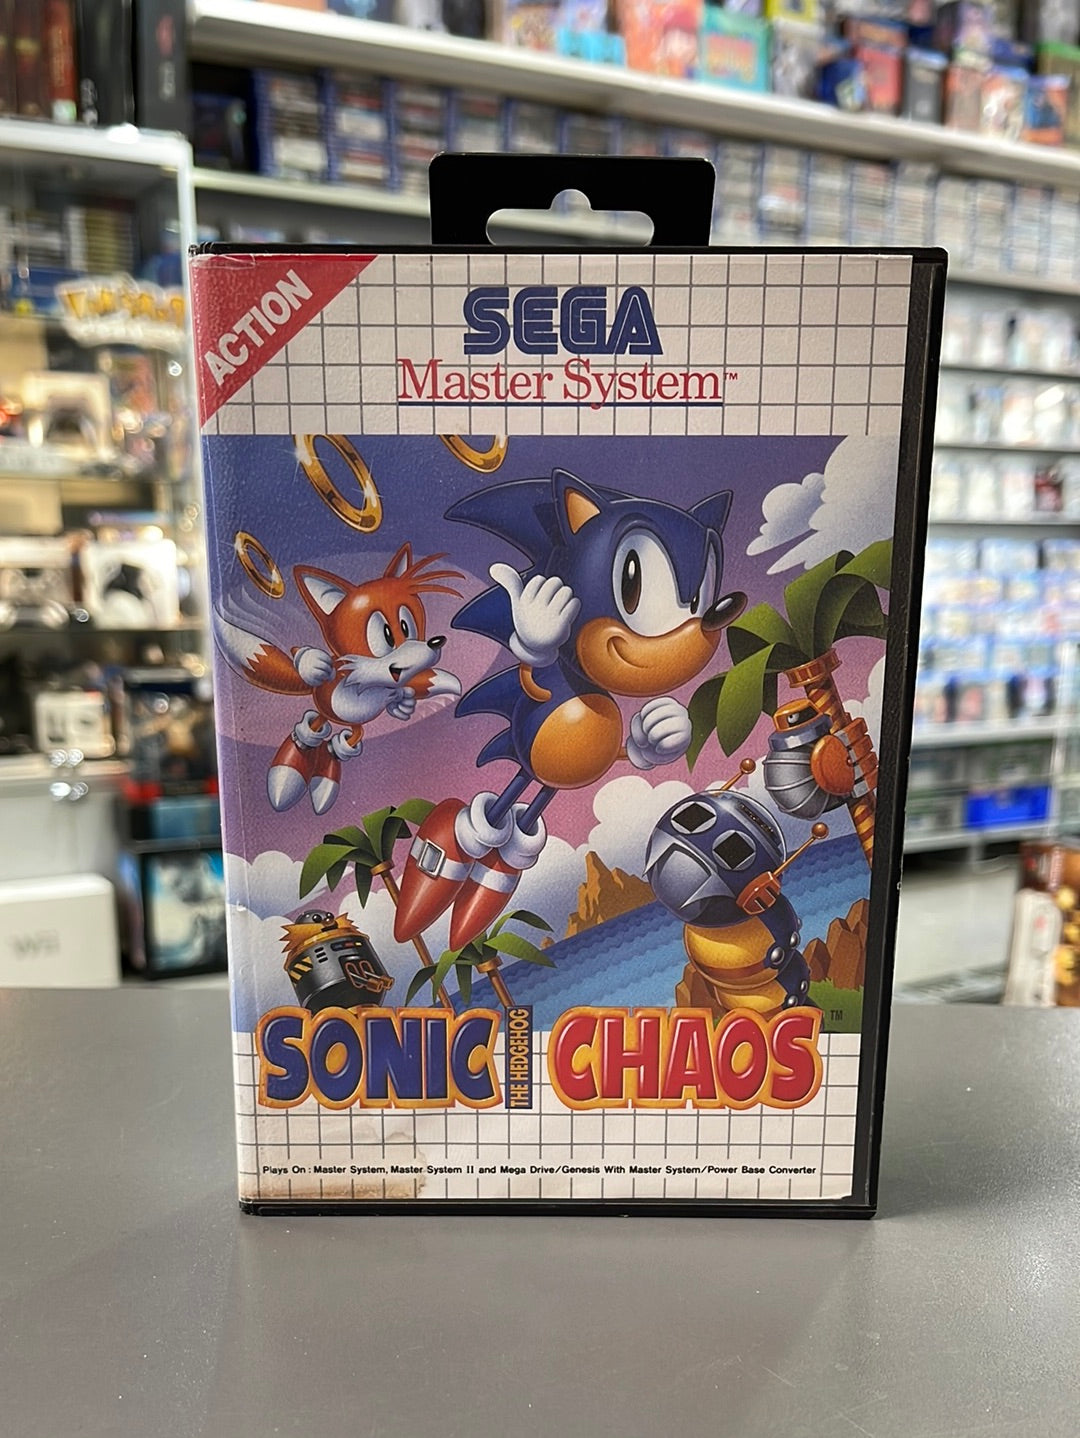 ACTION
SEGA
Master System™
SONIC
THE HEDGEHOG
CHAOS
TM
Plays On : Master System, Master System II and Mega Drive/Genesis With Master System/Power Base Converter
Wii